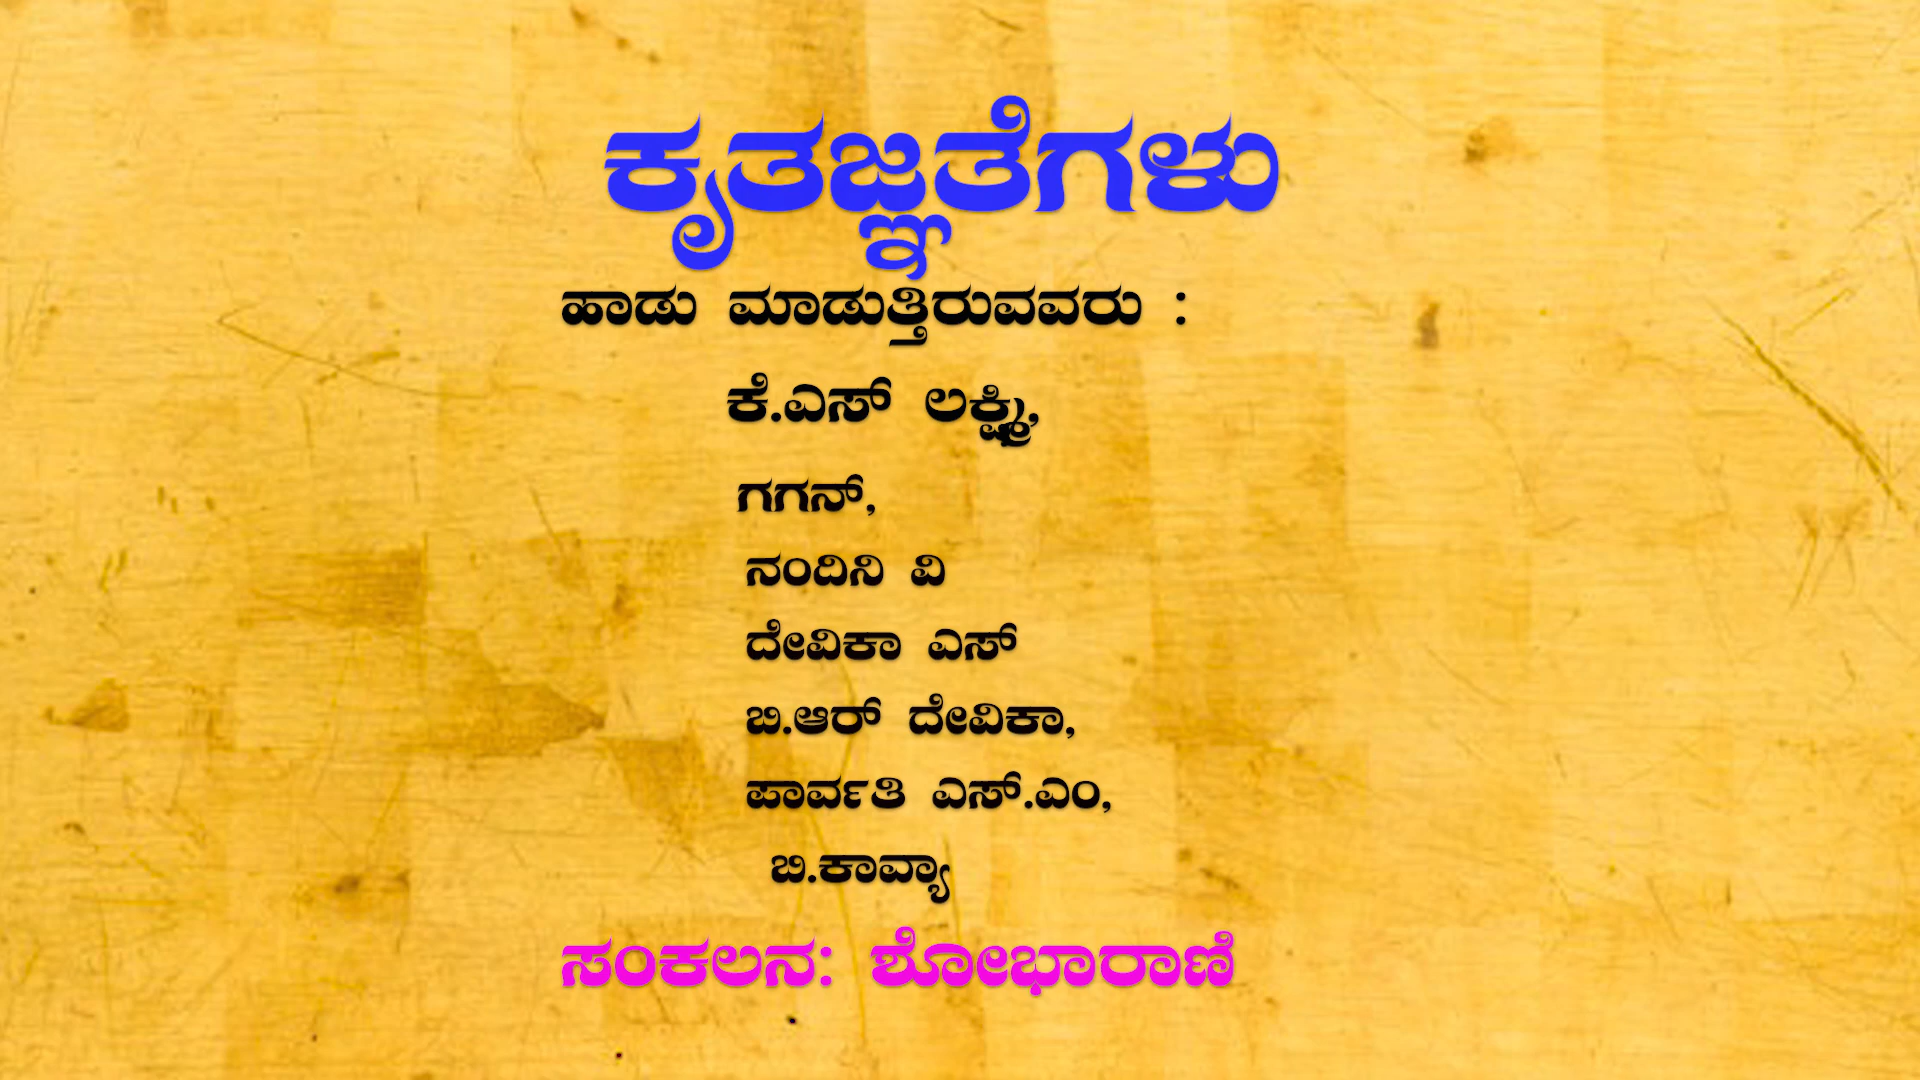 ಕೃತಜ್ಞತೆಗಳು
ಹಾಡು ಮಾಡುತ್ತಿರುವವರು :
ಕೆ.ಎಸ್ ಲಕ್ಷ್ಮಿ,
ಗಗನ್,
ನಂದಿನಿ ವಿ
ದೇವಿಕಾ ಎಸ್
ಬಿ.ಆರ್ ದೇವಿಕಾ,
ಪಾರ್ವತಿ ಎಸ್.ಎಂ,
ಬಿ.ಕಾವ್ಯಾ
ಸಂಕಲನ: ಶೋಭಾರಾಣಿ